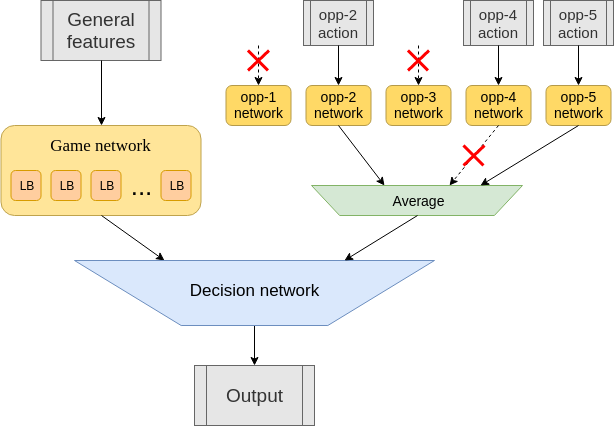 General
features
opp-2
action
opp-4
action
opp-5
action
opp-1
network
opp-2
network
opp-3
network
opp-4
network
opp-5
network
Game network
LB LB LB ... LB
Average
Decision network
Output